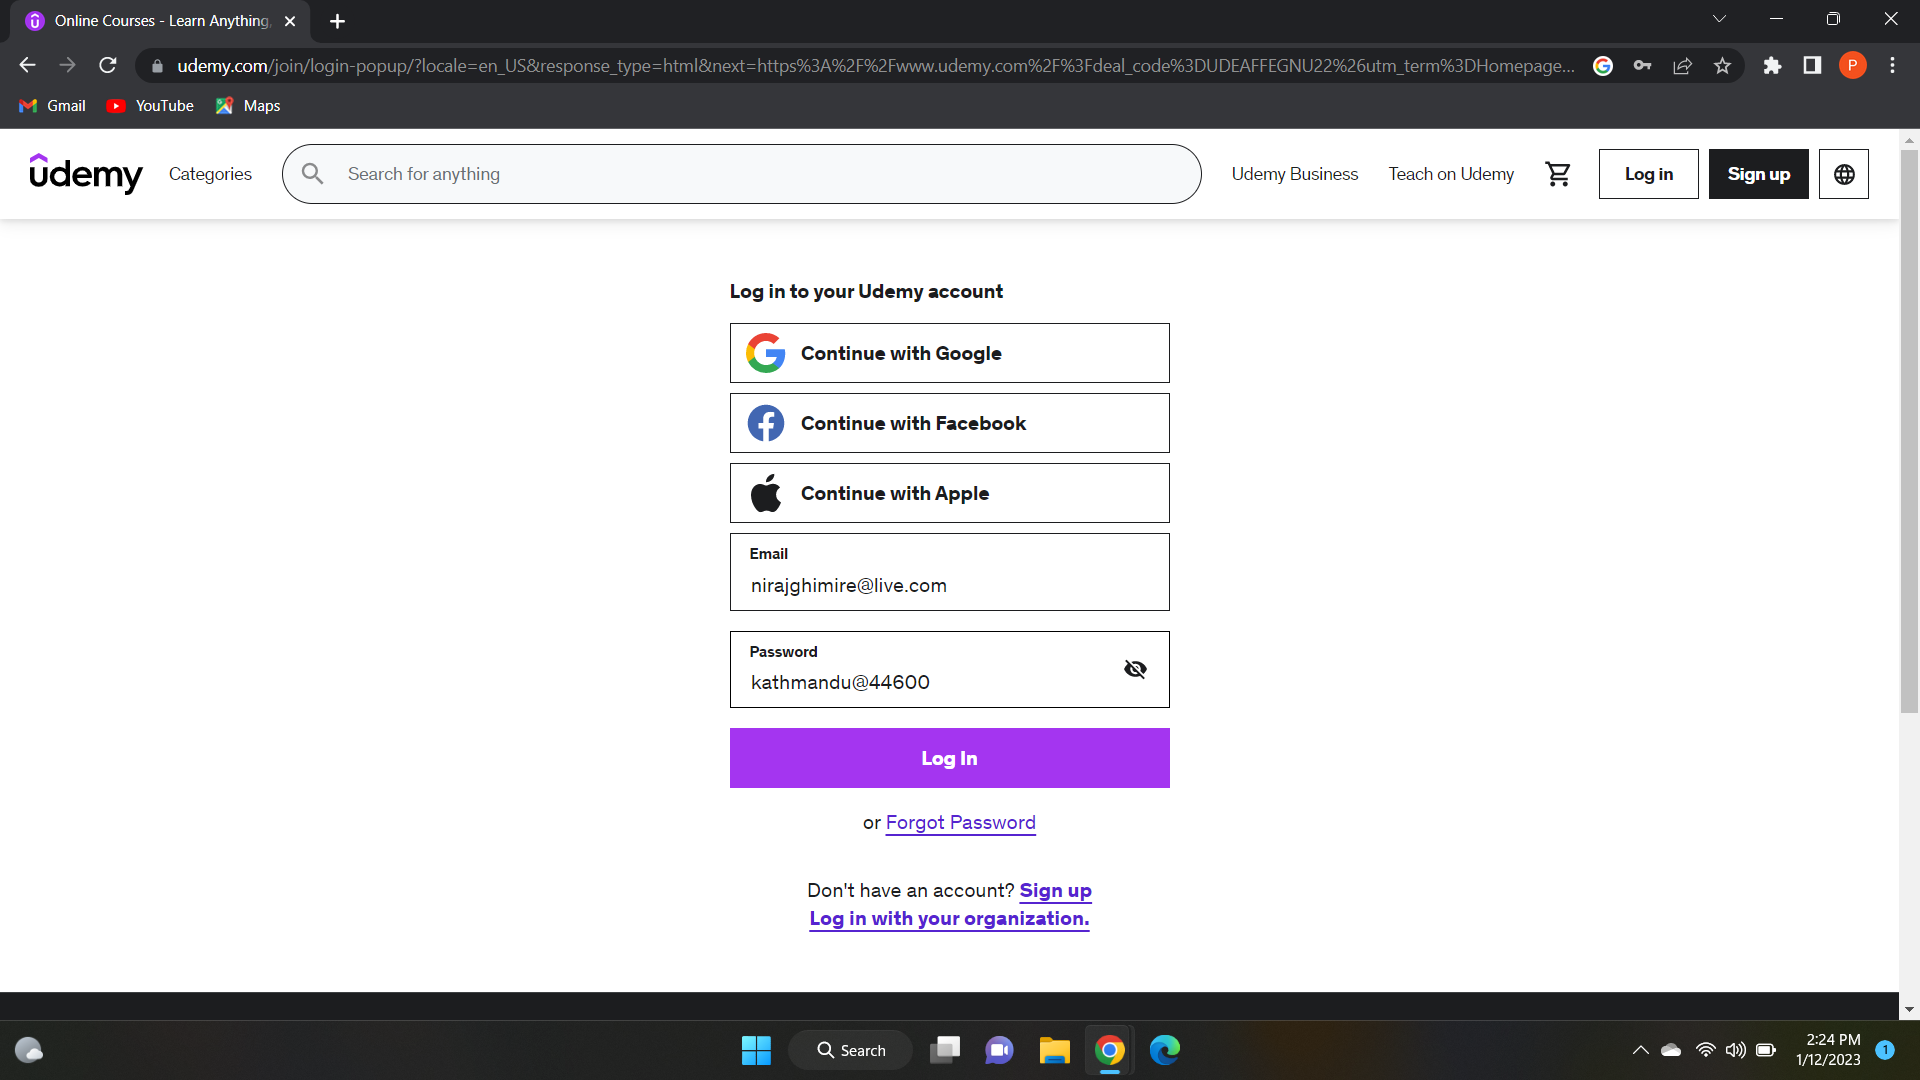 Online Courses - Learn Anything,
udemy.com/join/login-popup/?locale=en_US&response_type=html&next=https%3A%2F%2Fwww.udemy.com%2F%3Fdeal_code%3DUDEAFFEGNU22%26utm_term%3DHomepage... P
Gmail YouTube Maps
udemy Categories Search for anything Udemy Business Teach on Udemy Log in Sign up
Log in to your Udemy account
Continue with Google
Continue with Facebook
Continue with Apple
Email
nirajghimire@live.com
Password
kathmandu@44600
Log In
or Forgot Password
Don't have an account? Sign up
Log in with your organization.
Search
2:24 PM
1/12/2023
1